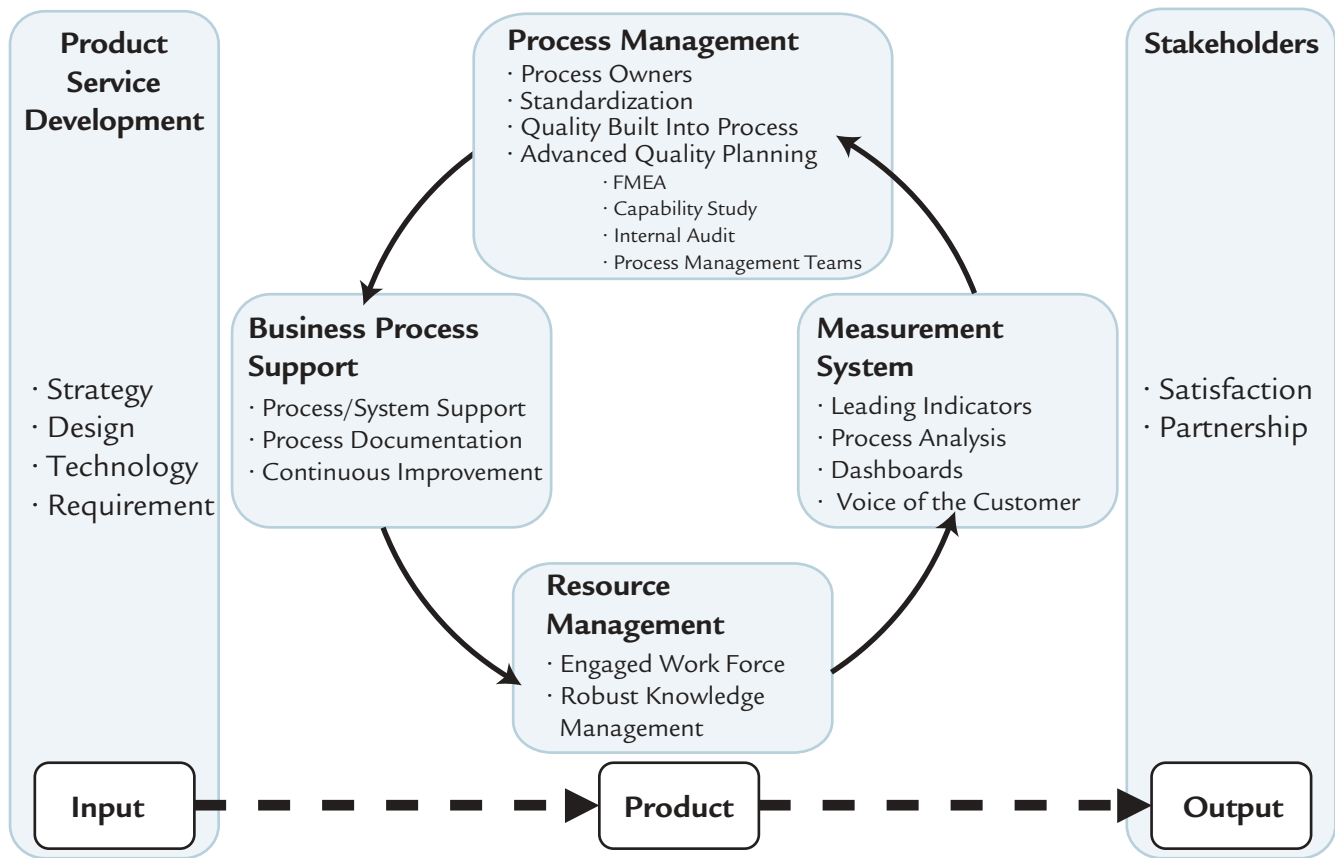 Product
Service
Development
· Strategy
· Design
· Technology
· Requirement
Process Management
· Process Owners
· Standardization
· Quality Built Into Process
· Advanced Quality Planning
· FMEA
· Capability Study
· Internal Audit
· Process Management Teams
Business Process
Support
· Process/System Support
· Process Documentation
· Continuous Improvement
Measurement
System
· Leading Indicators
· Process Analysis
· Dashboards
· Voice of the Customer
Resource
Management
· Engaged Work Force
· Robust Knowledge
Management
Stakeholders
· Satisfaction
· Partnership
Input
Product
Output